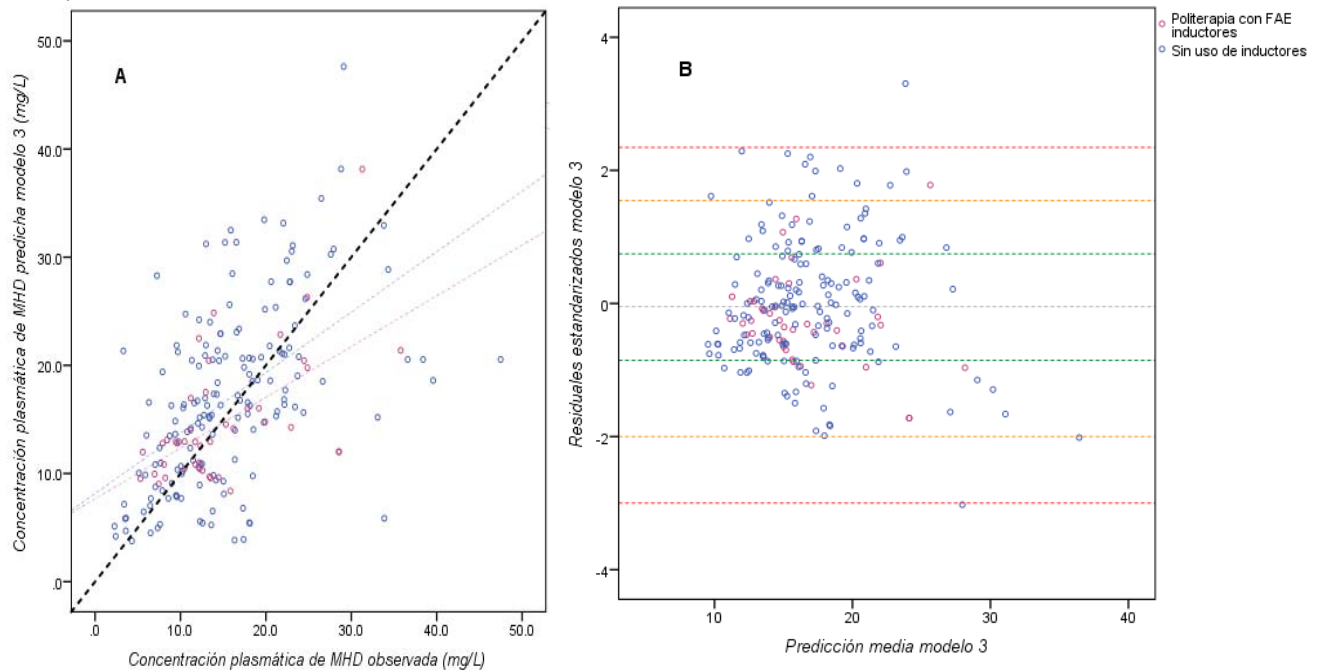 A
Concentración plasmática de MHD predicha modelo 3 (mg/L)
50.0
40.0
30.0
20.0
10.0
.0
.0 10.0 20.0 30.0 40.0 50.0
Concentración plasmática de MHD observada (mg/L)
B
Residuales estandarizados modelo 3
4
2
0
-2
-4
10 20 30 40
Predicción media modelo 3
Politerapia con FAE
inductores
Sin uso de inductores